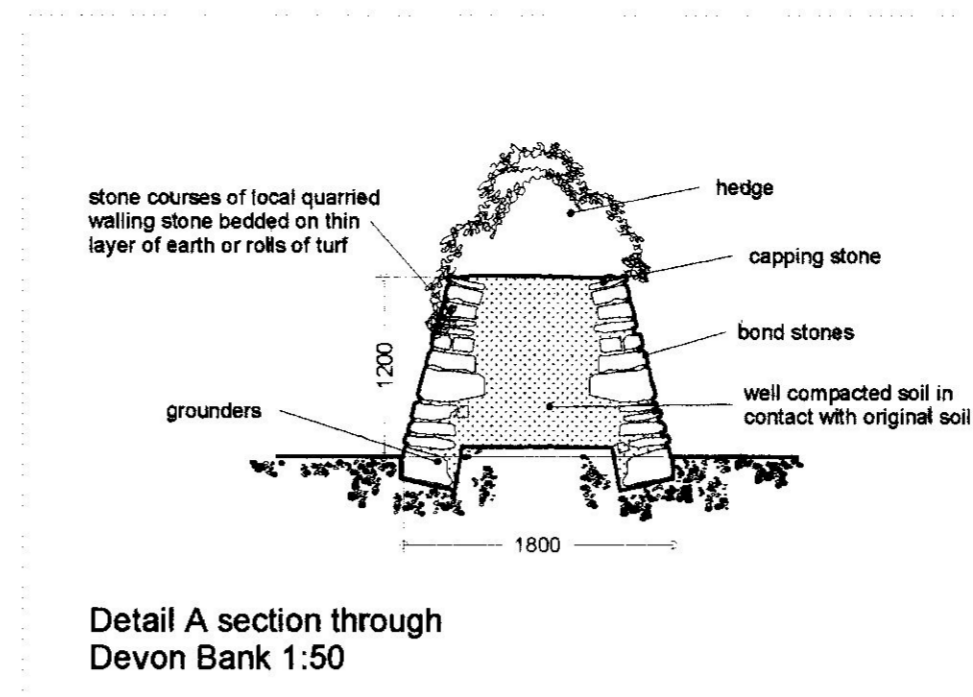 stone courses of local quarried
walling stone bedded on thin
layer of earth or rolls of turf
hedge
capping stone
bond stones
1200
grounders
well compacted soil in
contact with original soil
1800
Detail A section through
Devon Bank 1:50